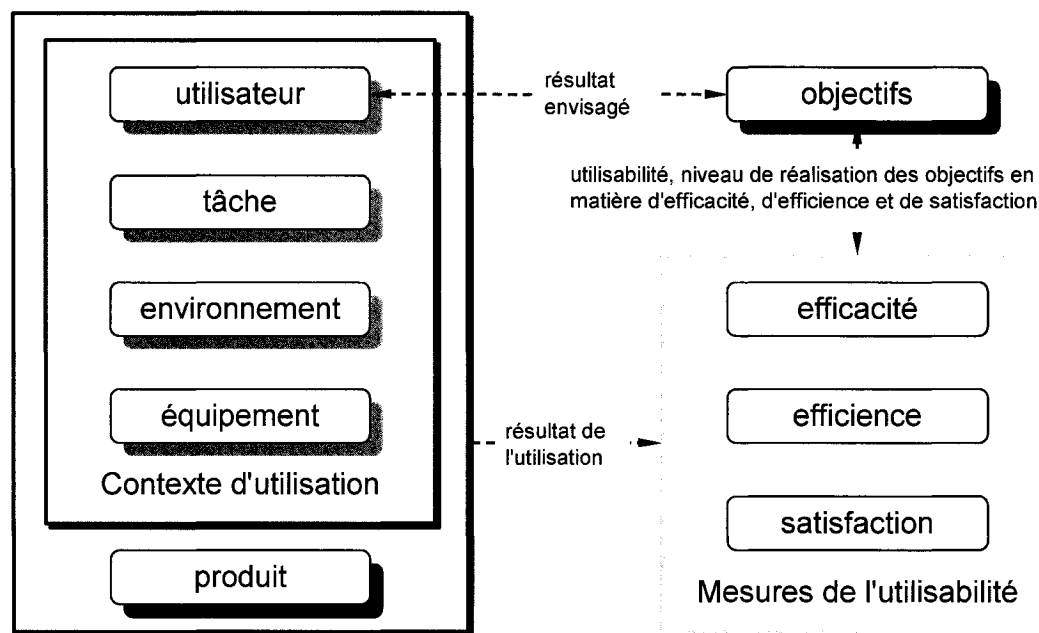 utilisateur
résultat
envisagé
objectifs
utilisabilité, niveau de réalisation des objectifs en
matière d'efficacité, d'efficience et de satisfaction
tâche
environnement
efficacité
équipement
résultat de
l'utilisation
efficience
Contexte d'utilisation
satisfaction
produit
Mesures de l'utilisabilité